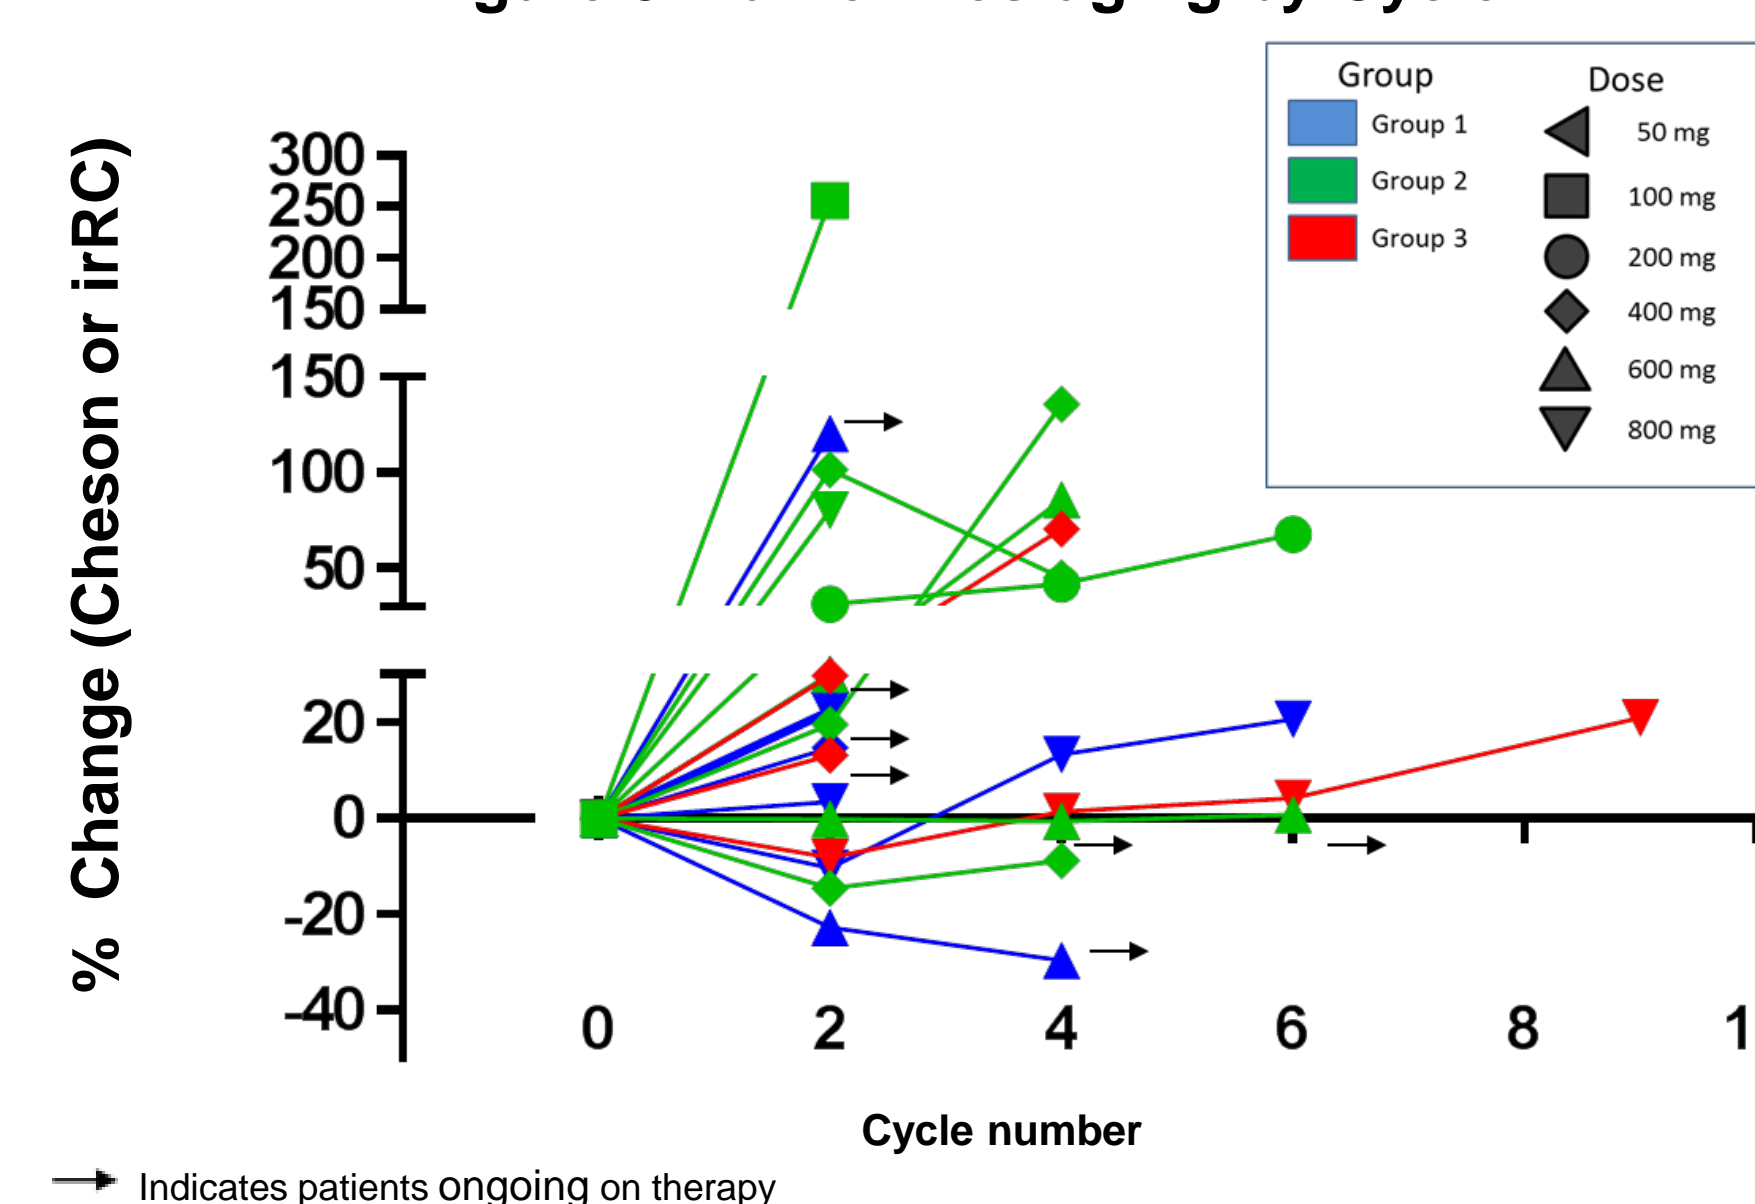 Group
Dose
Group 1
Group 2
Group 3
50 mg
100 mg
200 mg
400 mg
600 mg
800 mg
% Change (Cheson or irRC)
300
250
200
150
150
100
50
20
0
-20
-40
0
2
4
6
8
Cycle number
Indicates patients ongoing on therapy